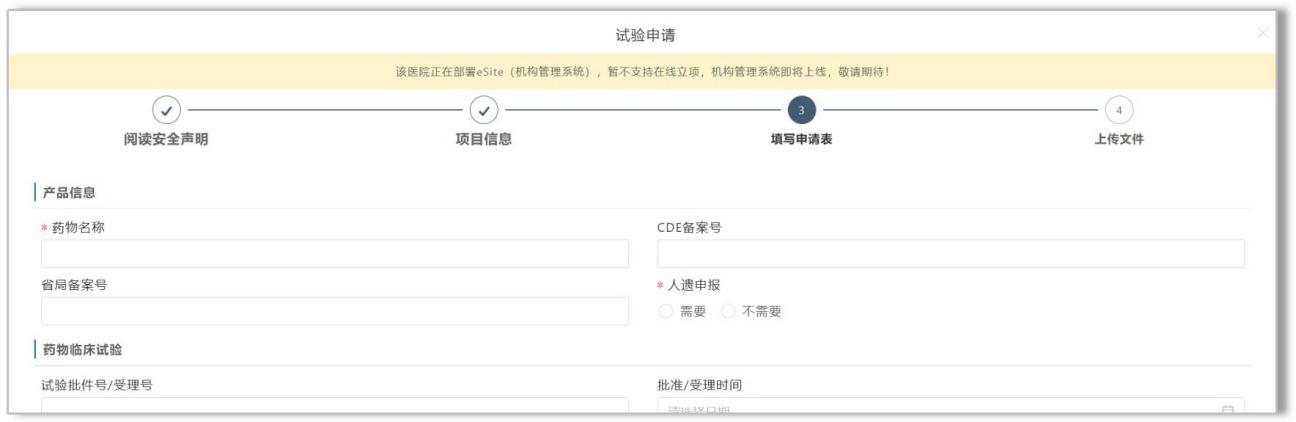 试验申请
该医院正在部署eSite（机构管理系统），暂不支持在线立项，机构管理系统即将上线，敬请期待！
3
4
阅读安全声明
项目信息
填写申请表
上传文件
产品信息
* 药物名称
CDE备案号
省局备案号
* 人遗申报
需要
不需要
药物临床试验
试验批件号/受理号
批准/受理时间
请选择日期